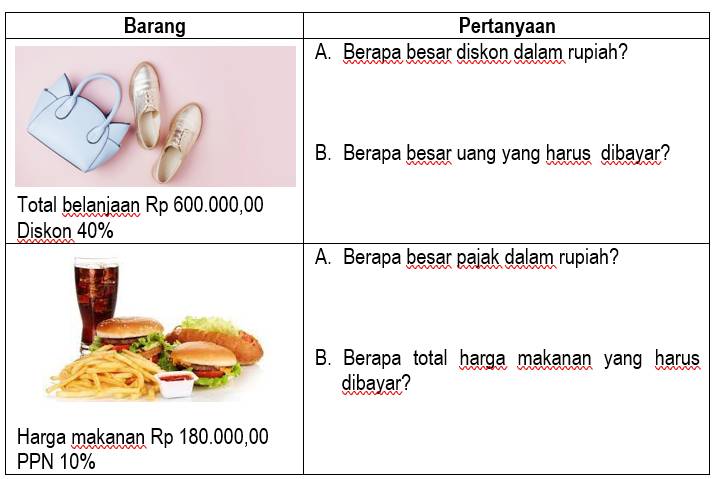 Barang
Pertanyaan
Total belanjaan Rp 600.000,00
Diskon 40%
A. Berapa besar diskon dalam rupiah?
B. Berapa besar uang yang harus dibayar?
Harga makanan Rp 180.000,00
PPN 10%
A. Berapa besar pajak dalam rupiah?
B. Berapa total harga makanan yang harus
dibayar?